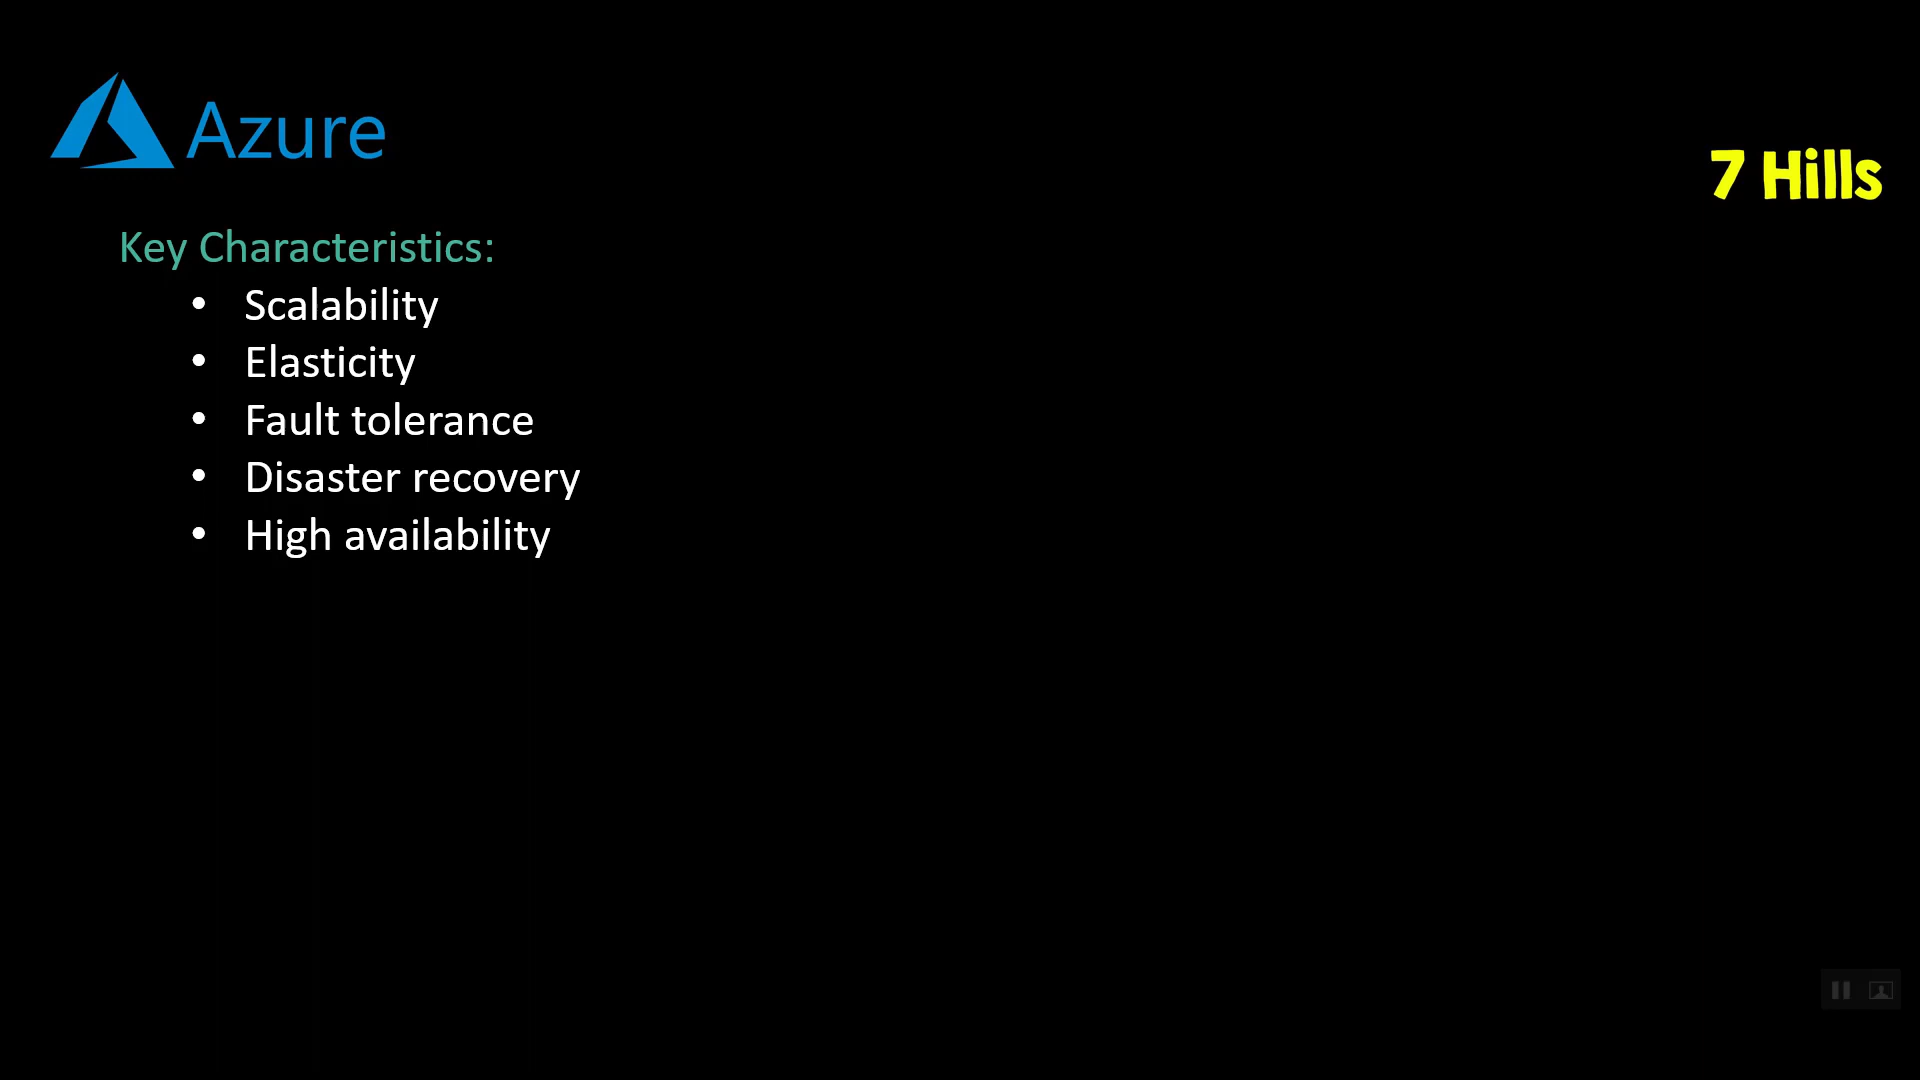 Azure
7 Hills
Key Characteristics:
• Scalability
• Elasticity
• Fault tolerance
• Disaster recovery
• High availability